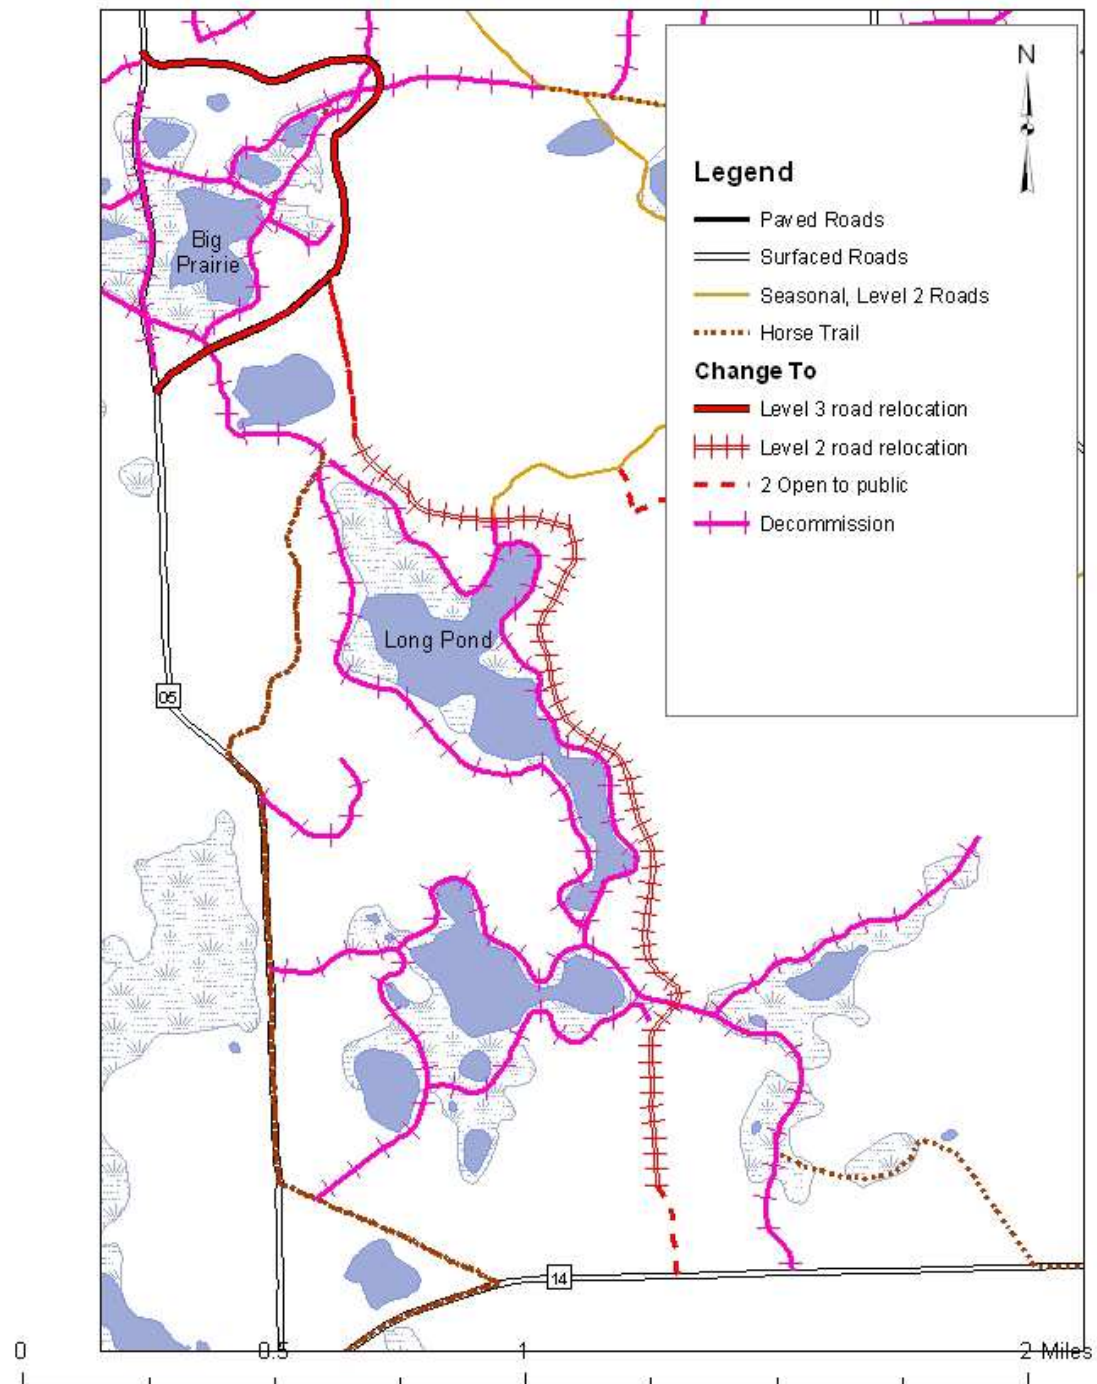 N
Legend
Paved Roads
Surfaced Roads
Seasonal, Level 2 Roads
Horse Trail
Change To
Level 3 road relocation
Level 2 road relocation
2 Open to public
Decommission
Big
Prairie
Long Pond
05
14
0 0.5 1 2 Miles